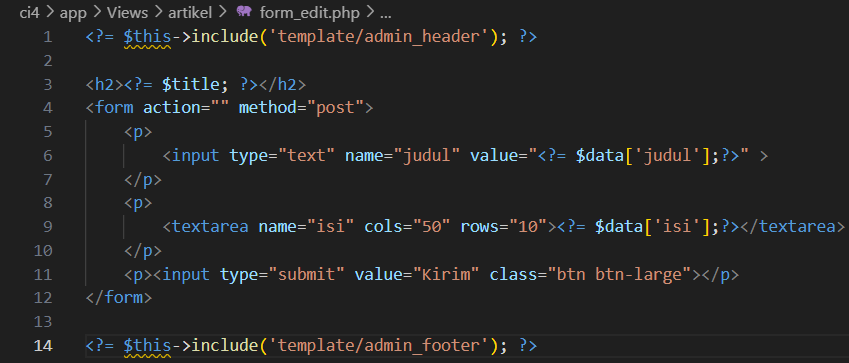 ci4 > app > Views > artikel > form_edit.php > ...
1 <?= $this->include('template/admin_header'); ?>
2
3 <h2><?= $title; ?></h2>
4 <form action="" method="post">
5     <p>
6         <input type="text" name="judul" value="<?= $data['judul'];?>" >
7     </p>
8     <p>
9         <textarea name="isi" cols="50" rows="10"><?= $data['isi'];?></textarea>
10     </p>
11     <p><input type="submit" value="Kirim" class="btn btn-large"></p>
12 </form>
13
14 <?= $this->include('template/admin_footer'); ?>